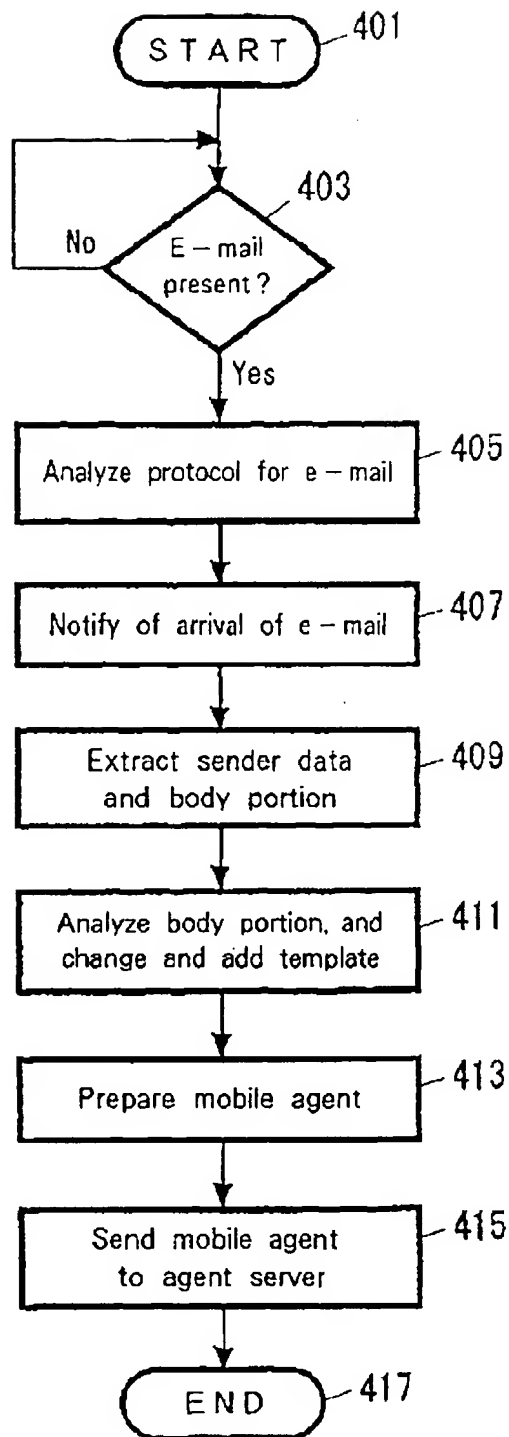 START
401
403
No
E-mail
present?
Yes
Analyze protocol for e-mail
405
Notify of arrival of e-mail
407
Extract sender data
and body portion
409
Analyze body portion, and
change and add template
411
Prepare mobile agent
413
Send mobile agent
to agent server
415
END
417